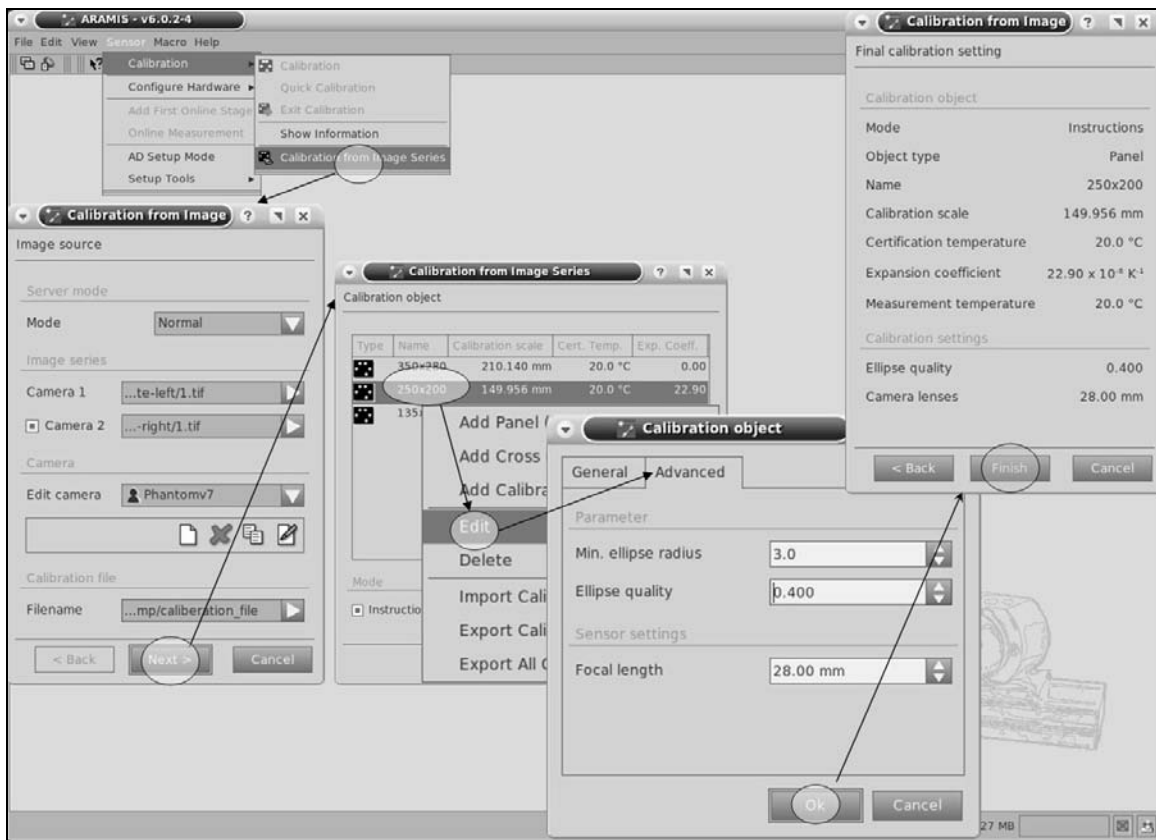 ARAMIS - v6.0.2-4
File Edit View Sensor Macro Help
Calibration
Configure Hardware
Add First Online Stage
Online Measurement
AD Setup Mode
Setup Tools
Calibration
Quick Calibration
Exit Calibration
Show Information
Calibration from Image Series
Calibration from Image
Image source
Server mode
Mode Normal
Image series
Camera 1 ...te-left/1.tif
Camera 2 ...-right/1.tif
Camera
Edit camera Phantomv7
Calibration file
Filename ...mp/caliberation_file
< Back Next > Cancel
Calibration from Image Series
Calibration object
Type Name Calibration scale Cert. Temp. Exp. Coeff.
350x280 210.140 mm 20.0 °C 0.00
250x200 149.956 mm 20.0 °C 22.90
135
Mode
Instructio
Add Panel (
Add Cross
Add Calibra
Edit
Delete
Import Cali
Export Cali
Export All
Calibration object
General Advanced
Parameter
Min. ellipse radius 3.0
Ellipse quality 0.400
Sensor settings
Focal length 28.00 mm
Ok Cancel
Calibration from Image
Final calibration setting
Calibration object
Mode Instructions
Object type Panel
Name 250x200
Calibration scale 149.956 mm
Certification temperature 20.0 °C
Expansion coefficient 22.90 x 10⁻⁶ K⁻¹
Measurement temperature 20.0 °C
Calibration settings
Ellipse quality 0.400
Camera lenses 28.00 mm
< Back Finish Cancel
27 MB